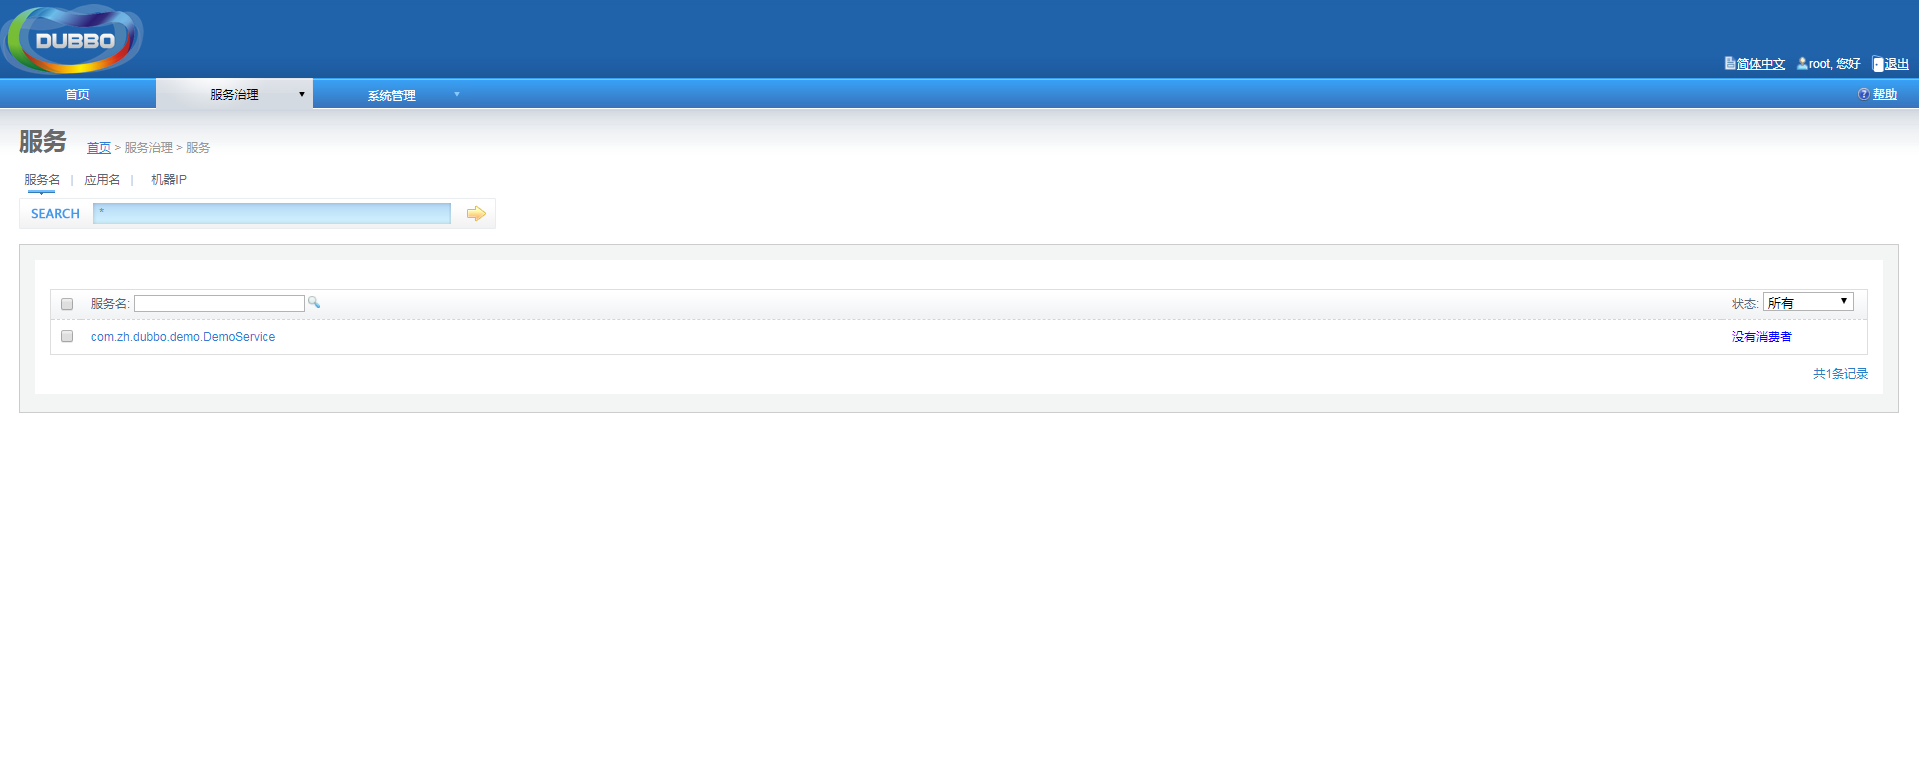 DUBBO
简体中文 root, 您好 退出
首页 服务治理 ▼ 系统管理 ▼ ? 帮助
服务 首页 > 服务治理 > 服务
服务名 | 应用名 | 机器IP
SEARCH *
服务名: 状态: 所有 ▼
com.zh.dubbo.demo.DemoService 没有消费者
共1条记录